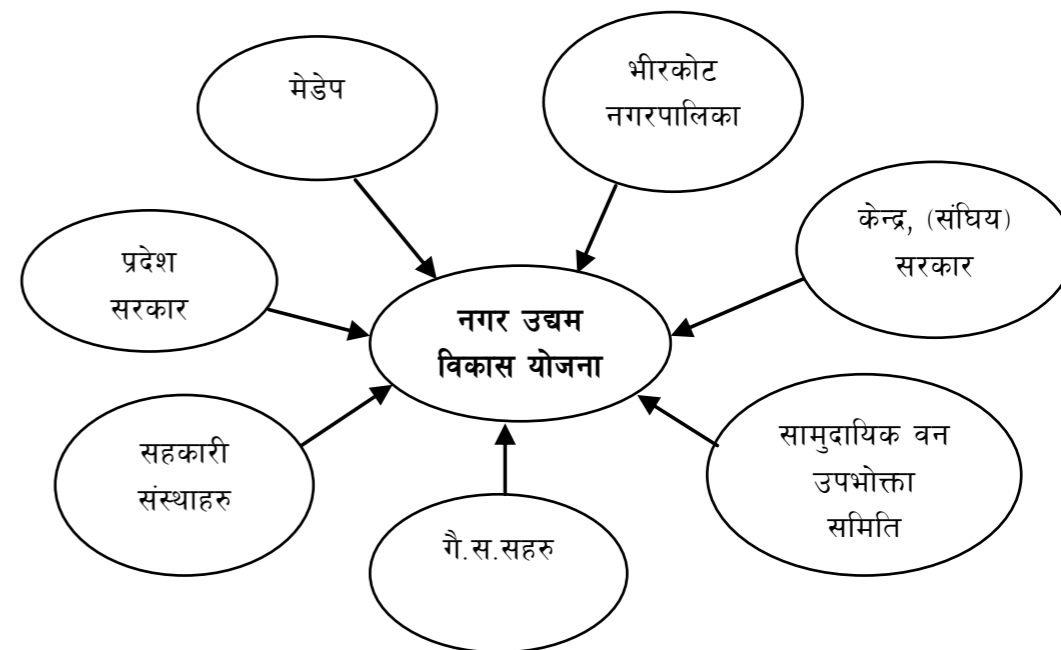 मेडेप
भीरकोट
नगरपालिका
केन्द्र, (संघिय)
सरकार
प्रदेश
सरकार
नगर उद्यम
विकास योजना
सहकारी
संस्थाहरु
सामुदायिक वन
उपभोक्ता
समिति
गै.स.सहरु